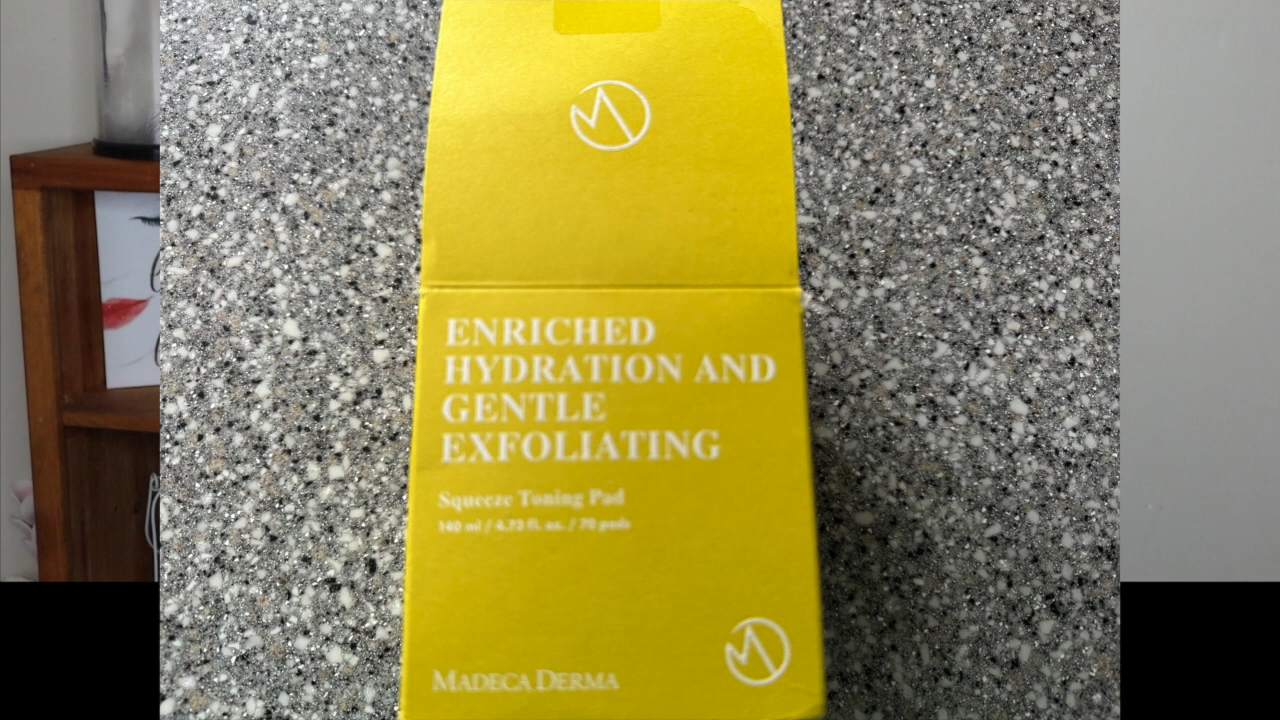 ENRICHED
HYDRATION AND
GENTLE
EXFOLIATING
Squeeze Toning Pad
140 ml / 4.73 fl. oz. / 70 pads
MADECA DERMA